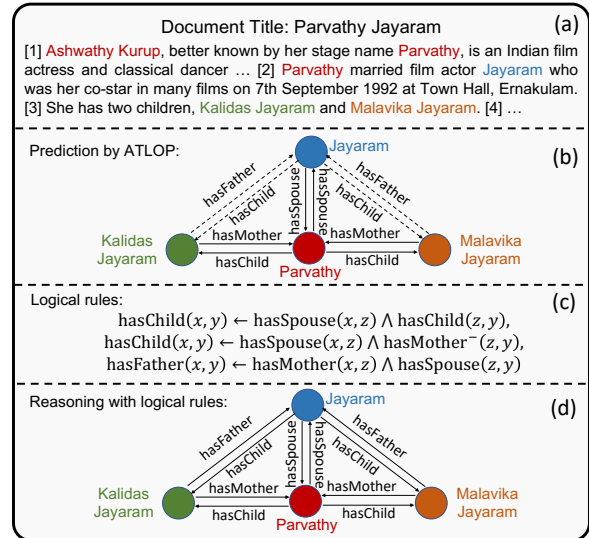 Document Title: Parvathy Jayaram
(a)
[1] Ashwathy Kurup, better known by her stage name Parvathy, is an Indian film
actress and classical dancer … [2] Parvathy married film actor Jayaram who
was her co-star in many films on 7th September 1992 at Town Hall, Ernakulam.
[3] She has two children, Kalidas Jayaram and Malavika Jayaram. [4] …
Prediction by ATLOP:
(b)
Jayaram
hasFather
hasChild
hasSpouse
hasSpouse
hasFather
hasChild
Kalidas
Jayaram
hasMother
hasChild
Parvathy
hasMother
hasChild
Malavika
Jayaram
Logical rules:
(c)
hasChild(x, y) ← hasSpouse(x, z) ⋀ hasChild(z, y),
hasChild(x, y) ← hasSpouse(x, z) ⋀ hasMother⁻(z, y),
hasFather(x, y) ← hasMother(x, z) ⋀ hasSpouse(z, y)
Reasoning with logical rules:
(d)
Jayaram
hasFather
hasChild
hasSpouse
hasSpouse
hasFather
hasChild
Kalidas
Jayaram
hasMother
hasChild
Parvathy
hasMother
hasChild
Malavika
Jayaram